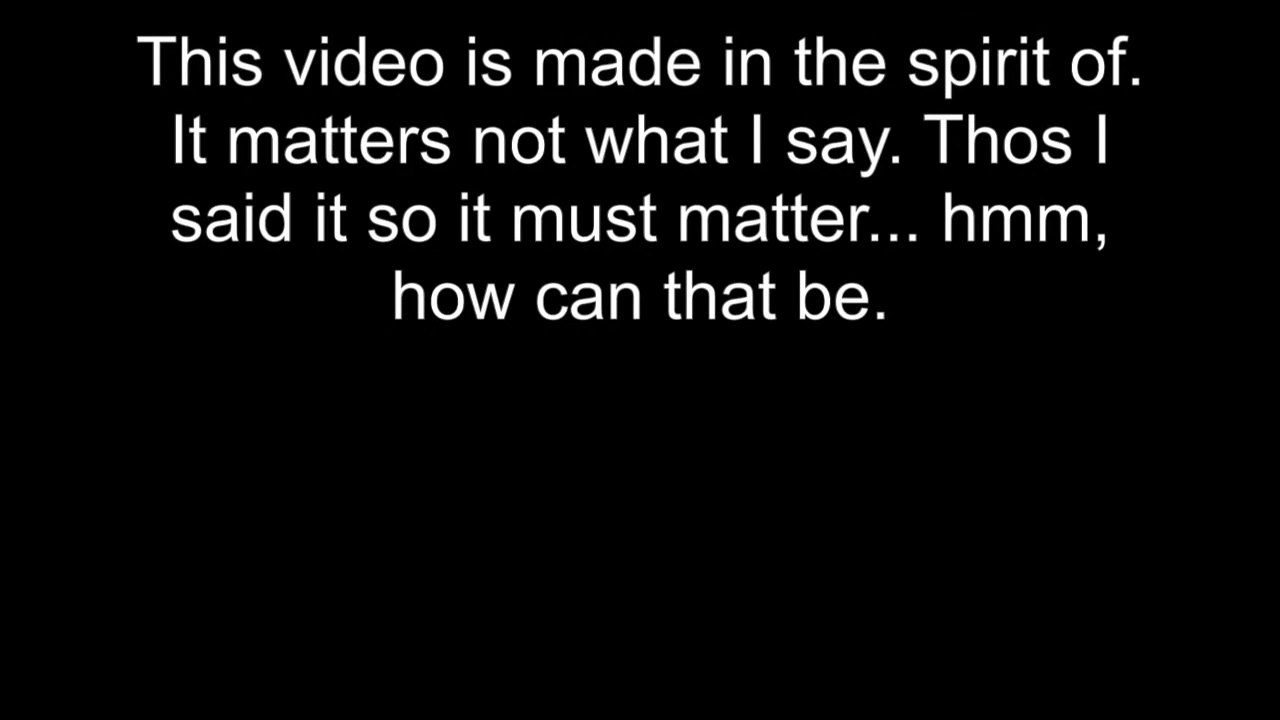 This video is made in the spirit of.
It matters not what I say. Thos I
said it so it must matter... hmm,
how can that be.